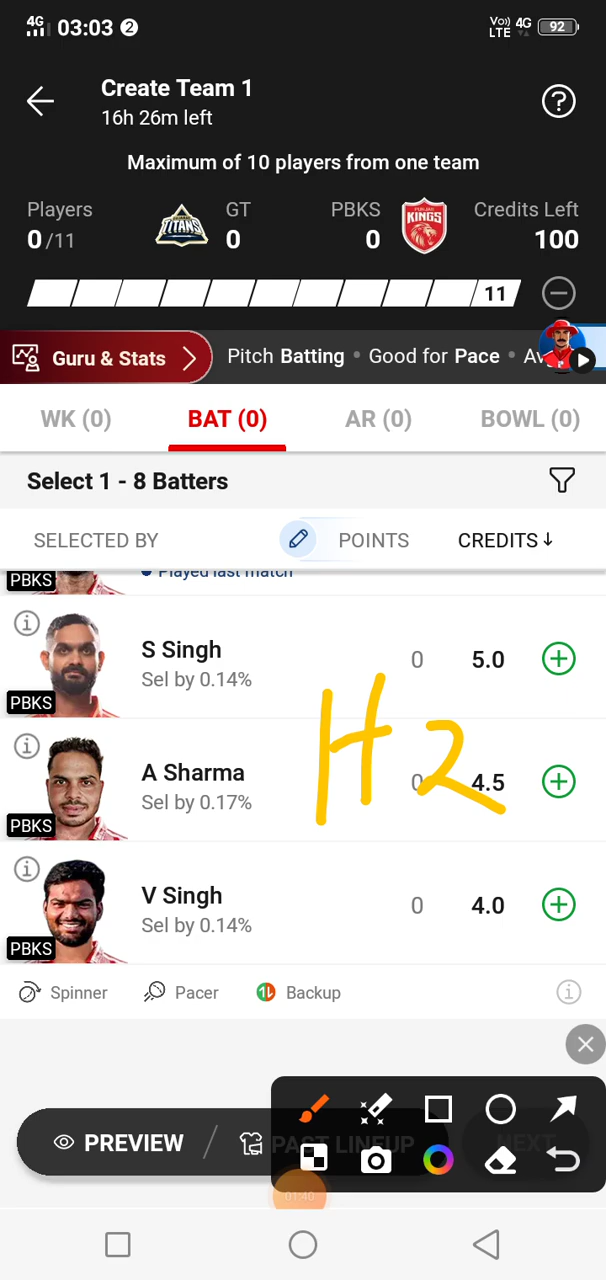 4G 03:03 2 Vo)) LTE 4G 92
Create Team 1
16h 26m left
Maximum of 10 players from one team
Players GT PBKS Credits Left
0/11 TITANS 0 0 PUNJAB KINGS 100
11
Guru & Stats Pitch Batting • Good for Pace • Av
WK (0) BAT (0) AR (0) BOWL (0)
Select 1 - 8 Batters
SELECTED BY POINTS CREDITS↓
PBKS Played last match
S Singh 0 5.0
Sel by 0.14%
PBKS
H2
A Sharma 0 4.5
Sel by 0.17%
PBKS
V Singh 0 4.0
Sel by 0.14%
PBKS
Spinner Pacer Backup
PREVIEW / PAST LINEUP NEXT
01:40